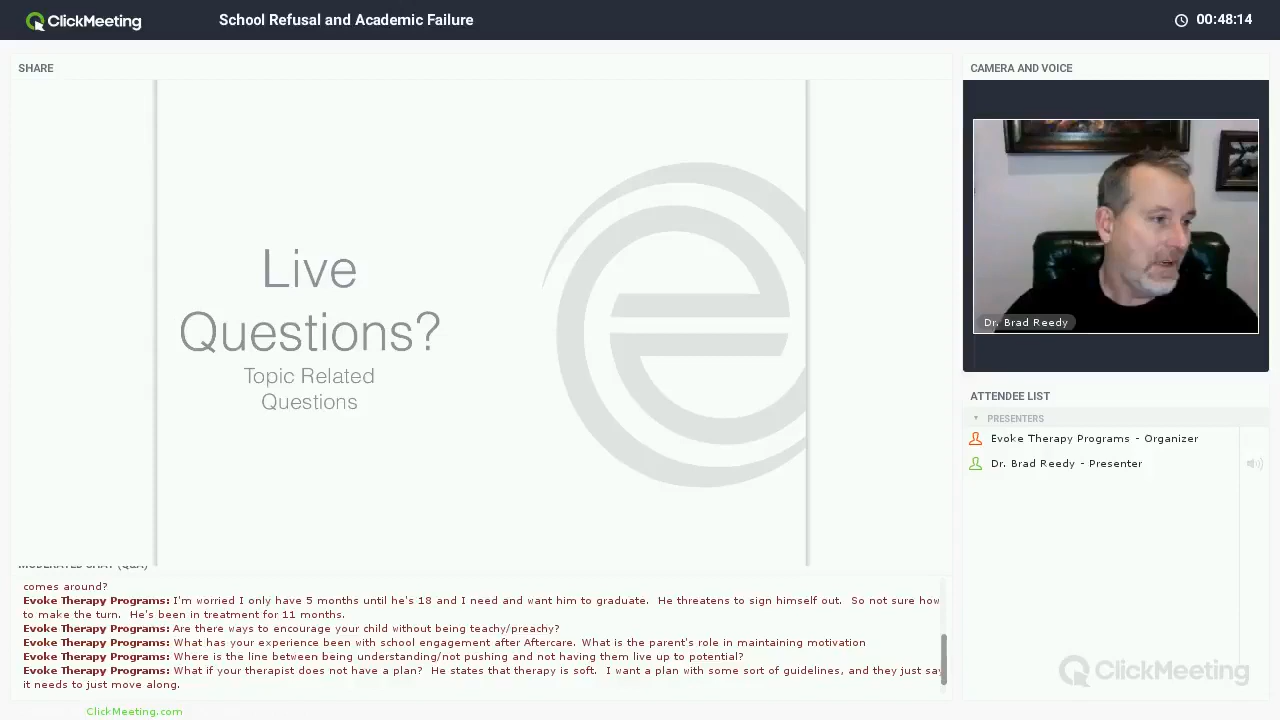 ClickMeeting
School Refusal and Academic Failure
00:48:14
SHARE
CAMERA AND VOICE
Live
Questions?
Topic Related
Questions
Dr. Brad Reedy
ATTENDEE LIST
PRESENTERS
Evoke Therapy Programs - Organizer
Dr. Brad Reedy - Presenter
MODERATED CHAT (Q&A)
comes around?
Evoke Therapy Programs: I'm worried I only have 5 months until he's 18 and I need and want him to graduate. He threatens to sign himself out. So not sure how
to make the turn. He's been in treatment for 11 months.
Evoke Therapy Programs: Are there ways to encourage your child without being teachy/preachy?
Evoke Therapy Programs: What has your experience been with school engagement after Aftercare. What is the parent's role in maintaining motivation
Evoke Therapy Programs: Where is the line between being understanding/not pushing and not having them live up to potential?
Evoke Therapy Programs: What if your therapist does not have a plan? He states that therapy is soft. I want a plan with some sort of guidelines, and they just say
it needs to just move along.
ClickMeeting
ClickMeeting.com